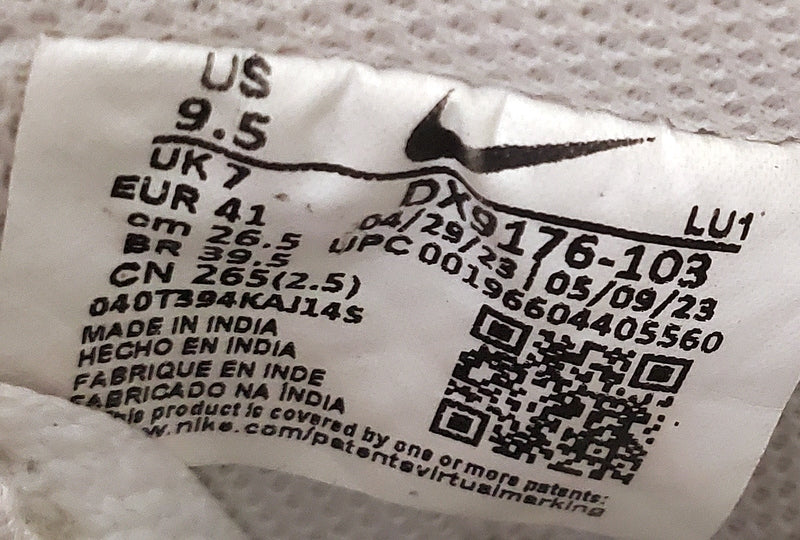 US
9.5
UK 7
EUR 41
cm 26.5
BR 39.5
CN 265(2.5)
040T394KAJ14S
MADE IN INDIA
HECHO EN INDIA
FABRIQUE EN INDE
FABRICADO NA ÍNDIA
This product is covered by one or more patents:
w.nike.com/patentsvirtualmarking
LU1
DX9176-103
04/29/23 | 05/09/23
UPC 00196604405560